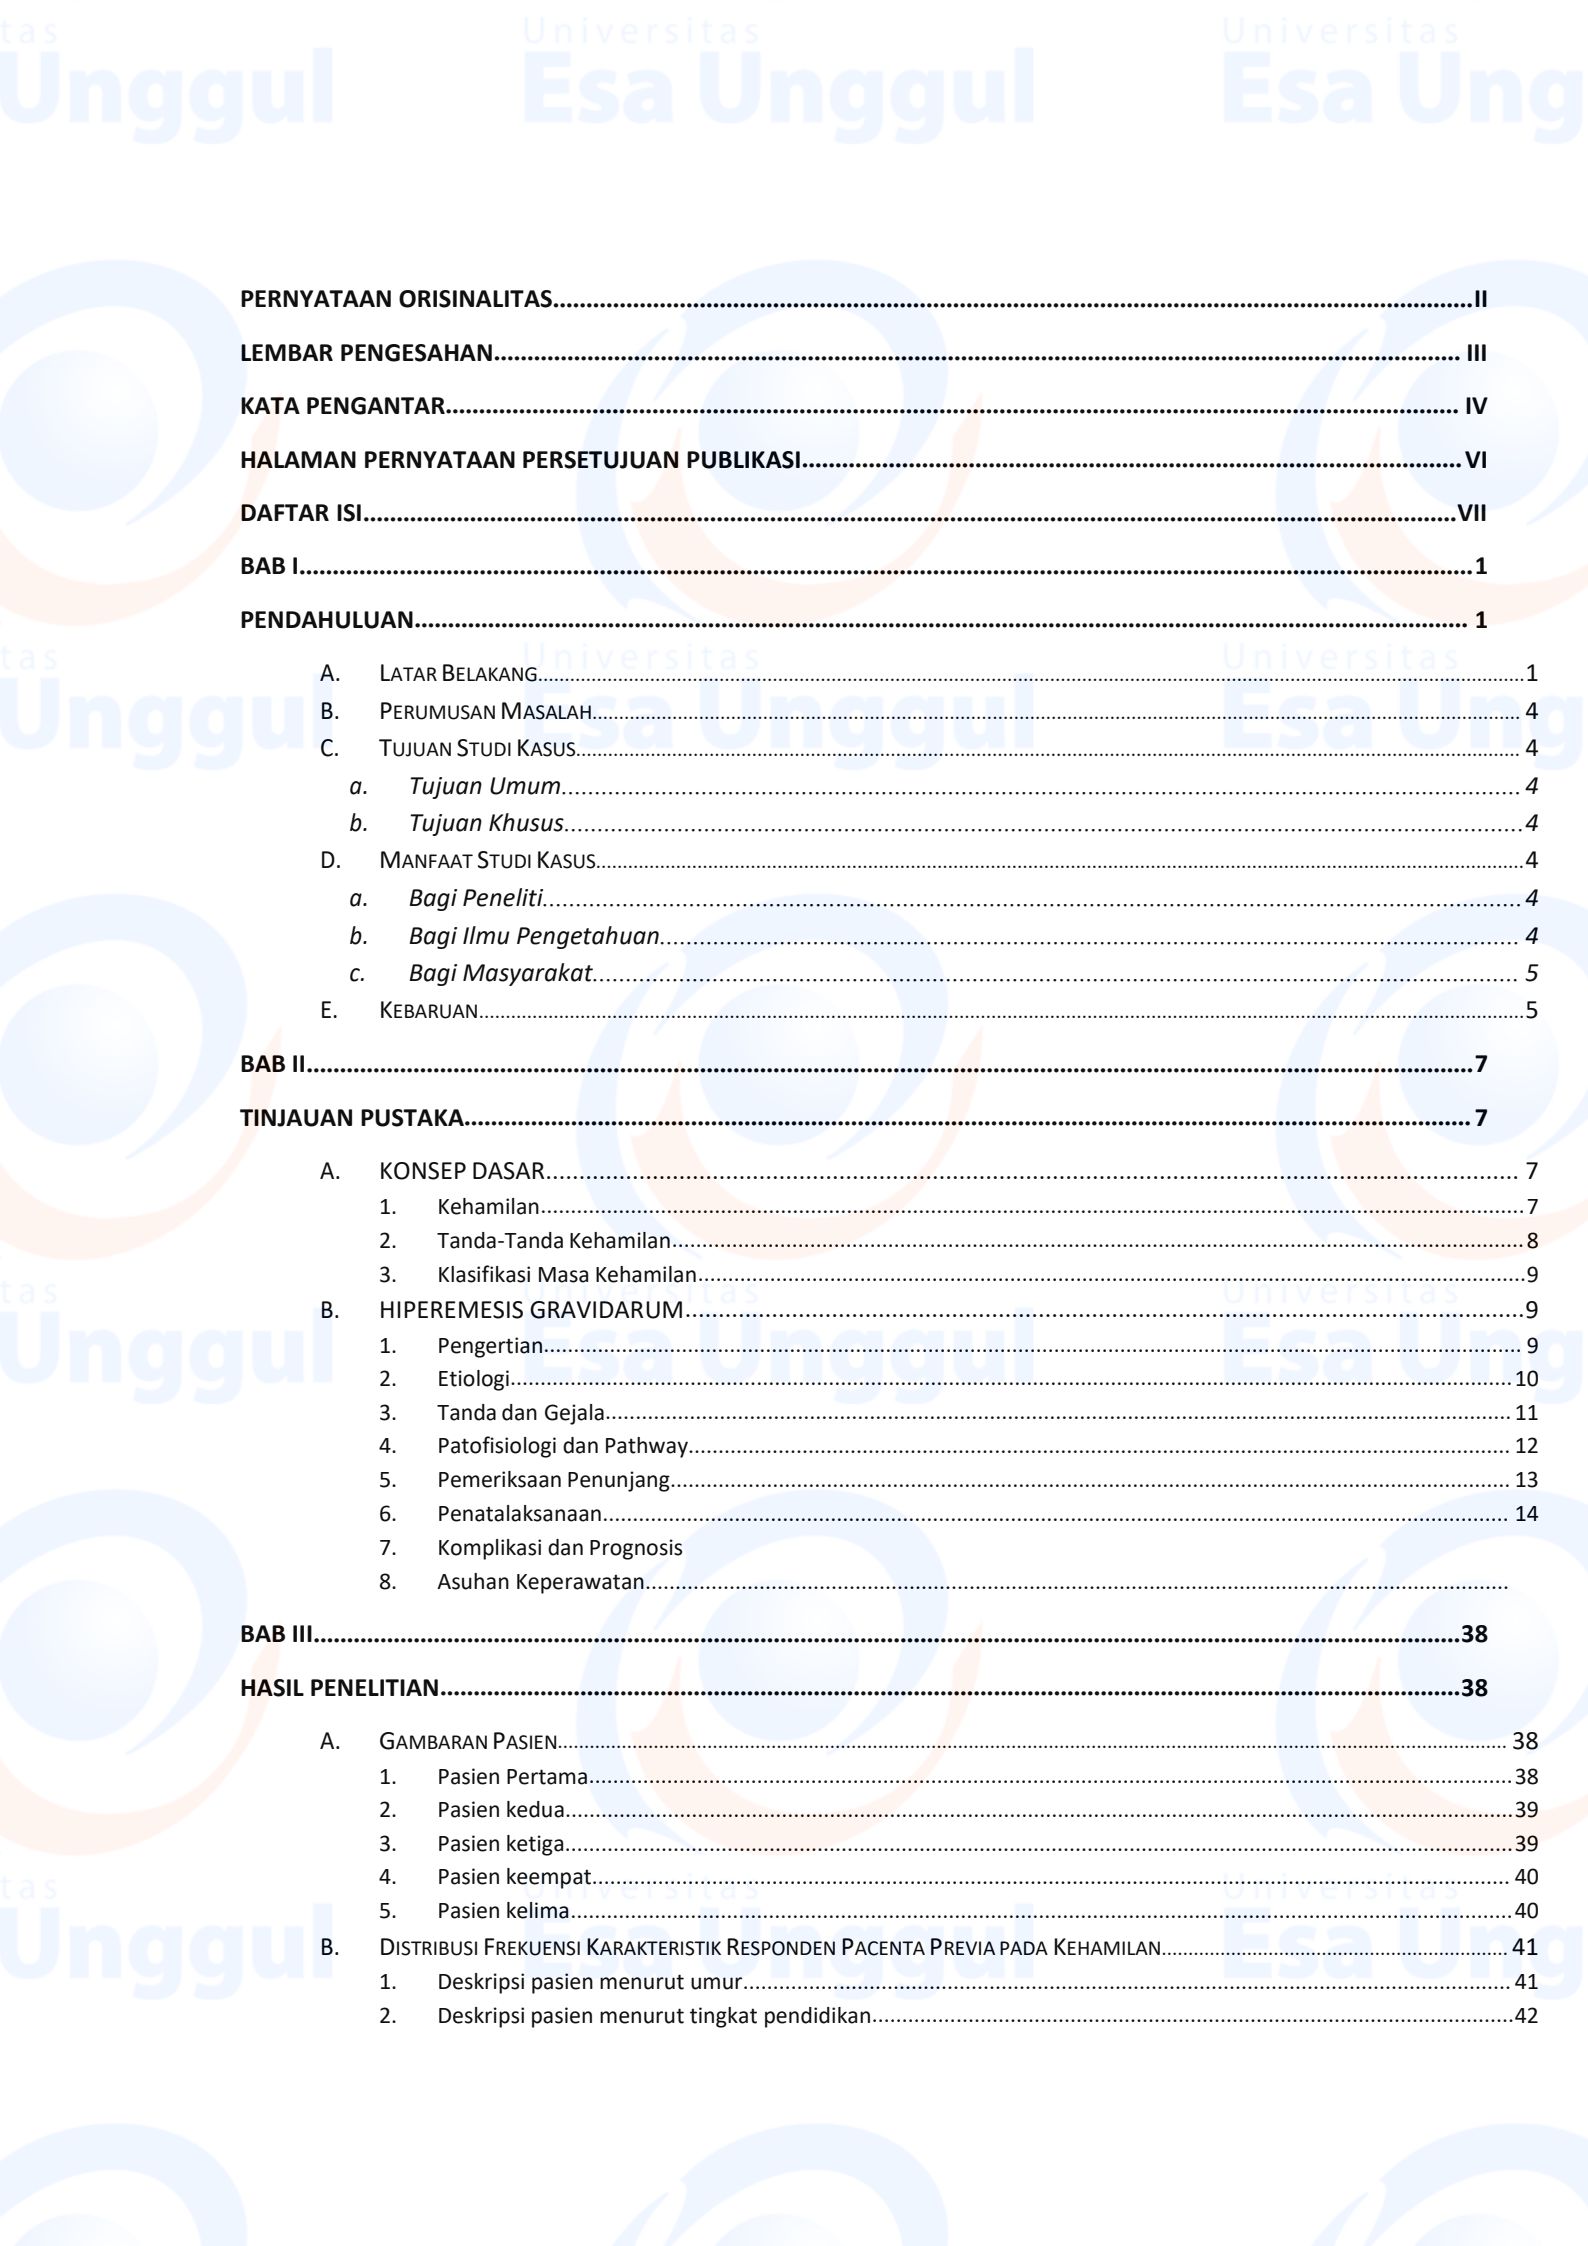 PERNYATAAN ORISINALITAS II
LEMBAR PENGESAHAN III
KATA PENGANTAR IV
HALAMAN PERNYATAAN PERSETUJUAN PUBLIKASI VI
DAFTAR ISI VII
BAB I 1
PENDAHULUAN 1
A. LATAR BELAKANG 1
B. PERUMUSAN MASALAH 4
C. TUJUAN STUDI KASUS 4
a. Tujuan Umum 4
b. Tujuan Khusus 4
D. MANFAAT STUDI KASUS 4
a. Bagi Peneliti 4
b. Bagi Ilmu Pengetahuan 4
c. Bagi Masyarakat 5
E. KEBARUAN 5
BAB II 7
TINJAUAN PUSTAKA 7
A. KONSEP DASAR 7
1. Kehamilan 7
2. Tanda-Tanda Kehamilan 8
3. Klasifikasi Masa Kehamilan 9
B. HIPEREMESIS GRAVIDARUM 9
1. Pengertian 9
2. Etiologi 10
3. Tanda dan Gejala 11
4. Patofisiologi dan Pathway 12
5. Pemeriksaan Penunjang 13
6. Penatalaksanaan 14
7. Komplikasi dan Prognosis
8. Asuhan Keperawatan
BAB III 38
HASIL PENELITIAN 38
A. GAMBARAN PASIEN 38
1. Pasien Pertama 38
2. Pasien kedua 39
3. Pasien ketiga 39
4. Pasien keempat 40
5. Pasien kelima 40
B. DISTRIBUSI FREKUENSI KARAKTERISTIK RESPONDEN PACENTA PREVIA PADA KEHAMILAN 41
1. Deskripsi pasien menurut umur 41
2. Deskripsi pasien menurut tingkat pendidikan 42
Universitas
Esa Unggul